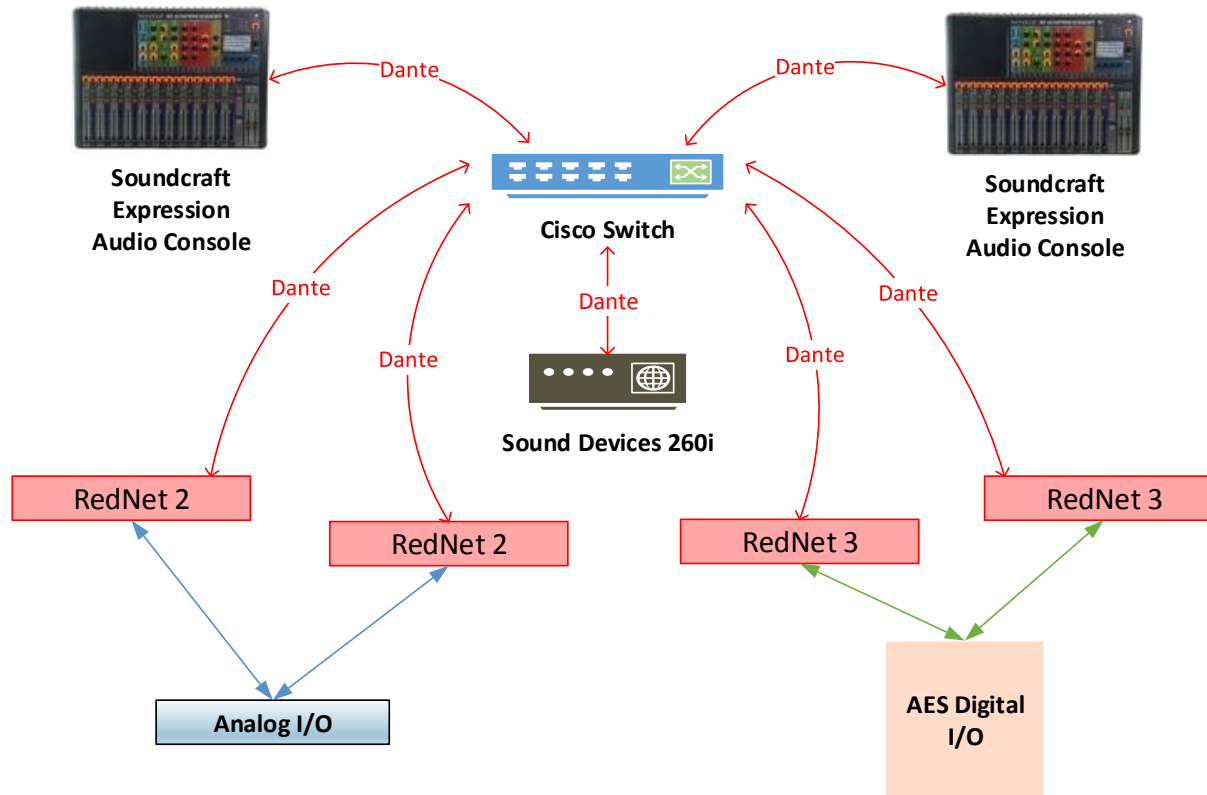 Dante
Dante
Soundcraft
Expression
Audio Console
Cisco Switch
Soundcraft
Expression
Audio Console
Dante
Dante
Dante
Dante
Dante
Sound Devices 260i
RedNet 2
RedNet 3
RedNet 2
RedNet 3
Analog I/O
AES Digital
I/O